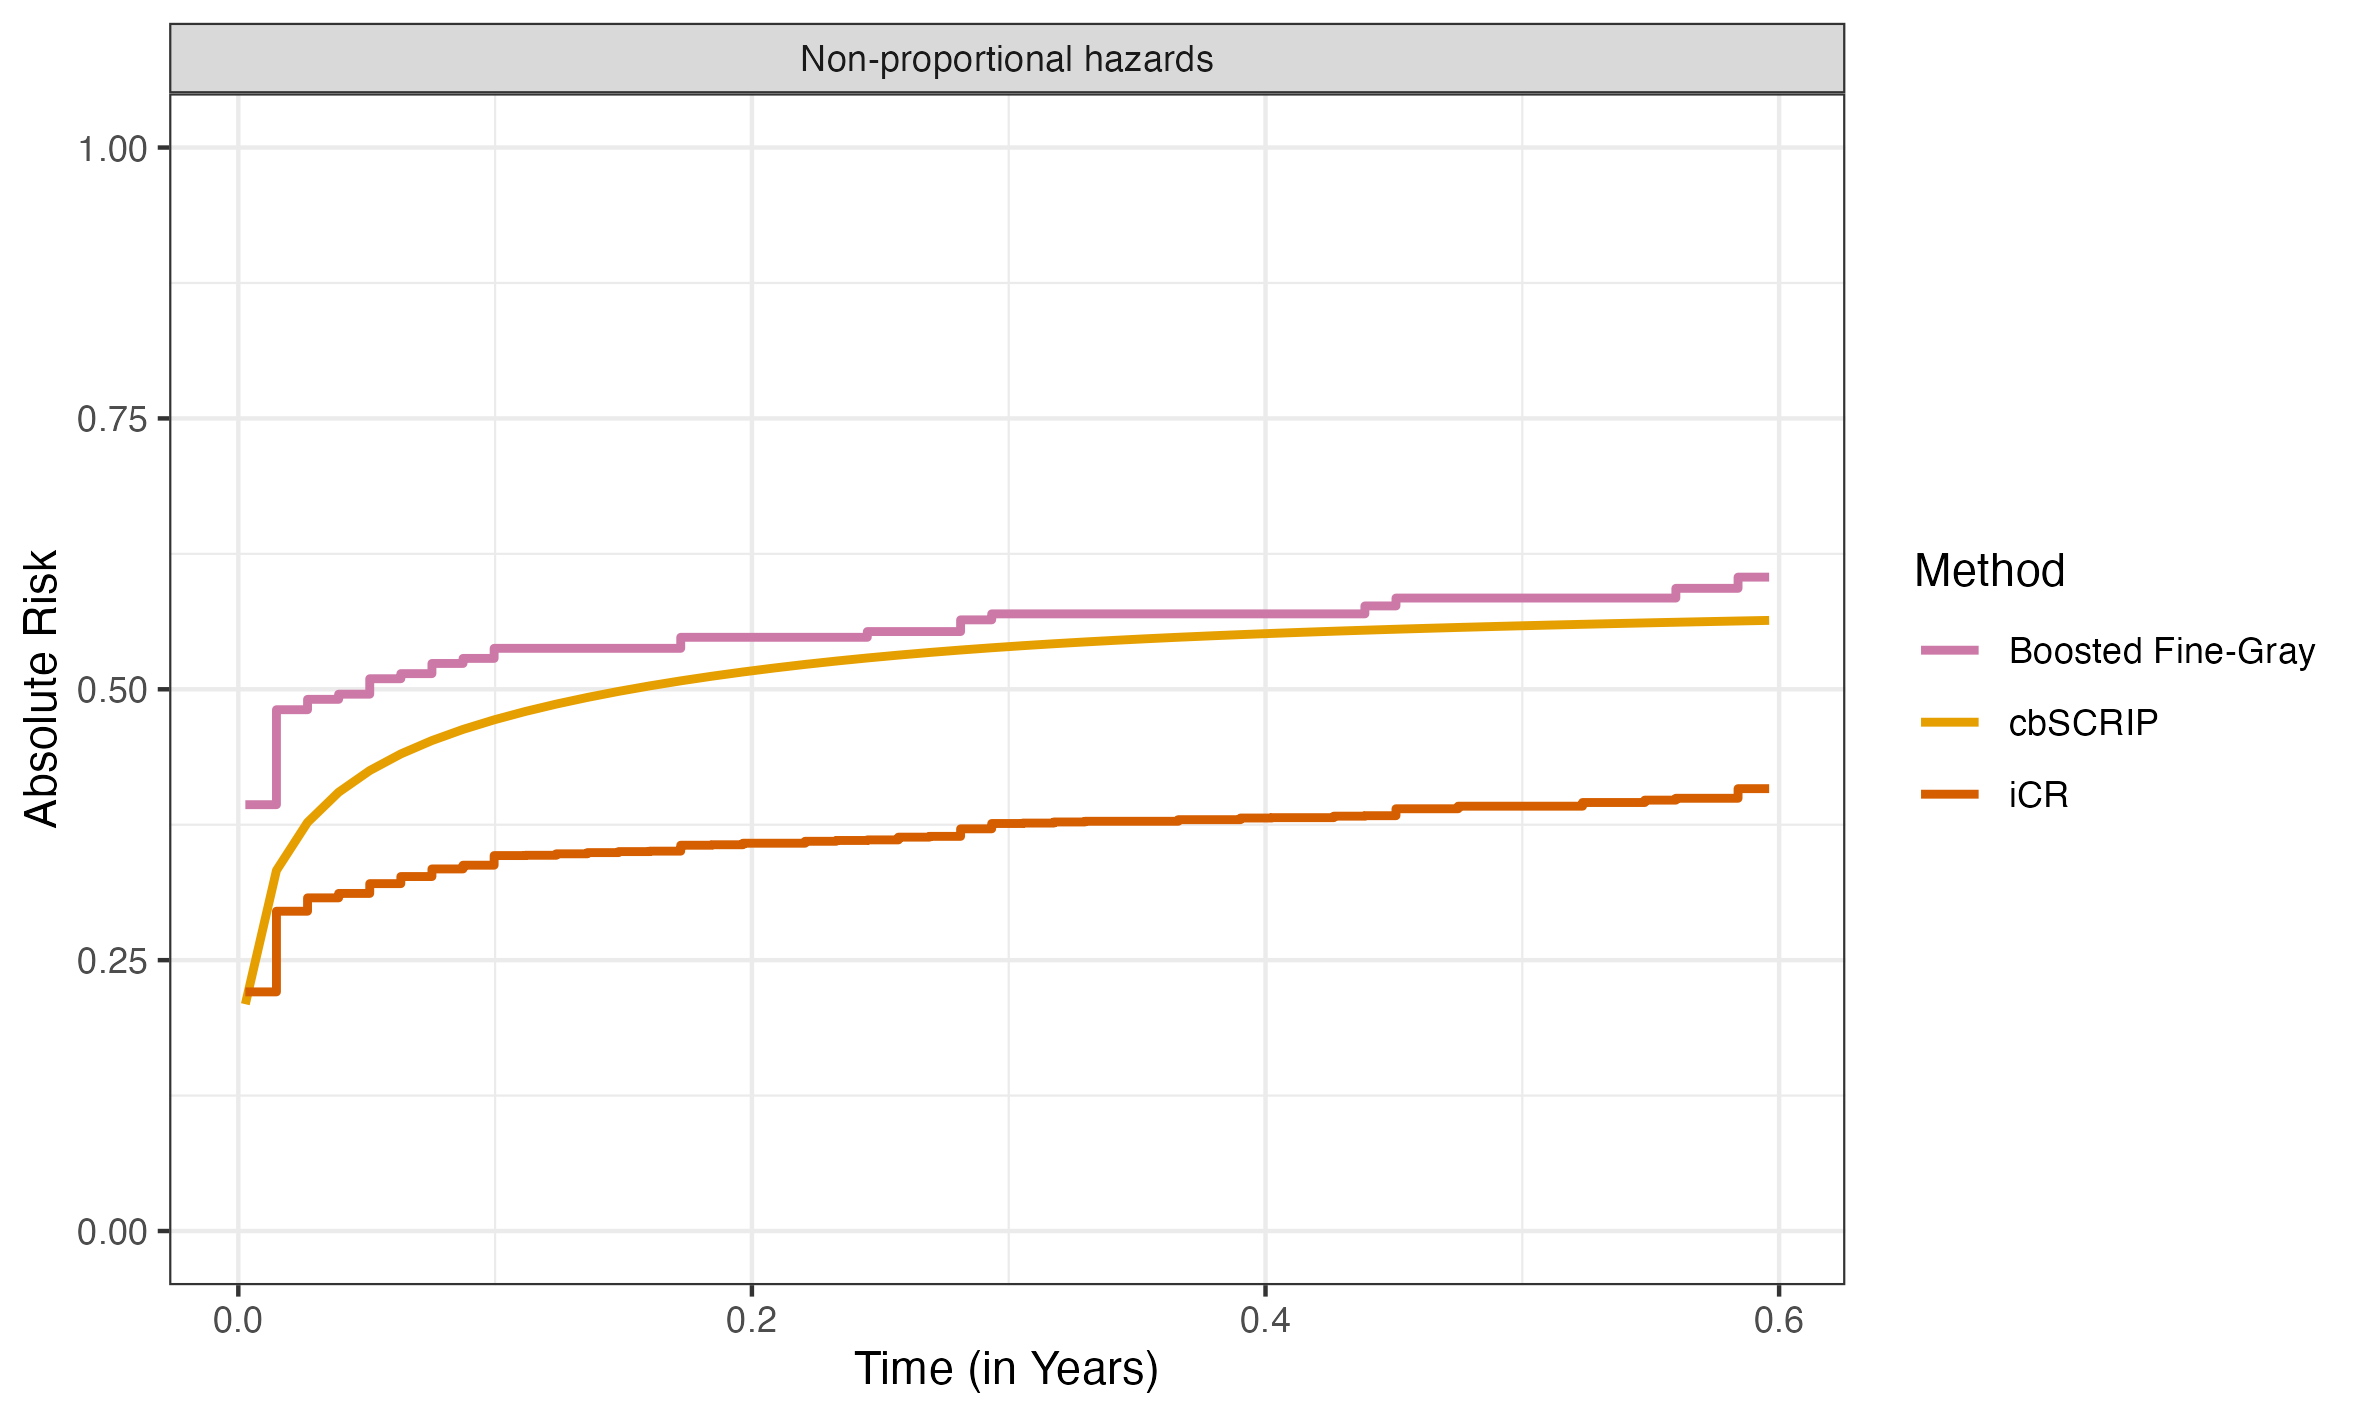 Non-proportional hazards
1.00
0.75
0.50
0.25
0.00
Absolute Risk
0.0 0.2 0.4 0.6
Time (in Years)
Method
Boosted Fine-Gray
cbSCRIP
iCR